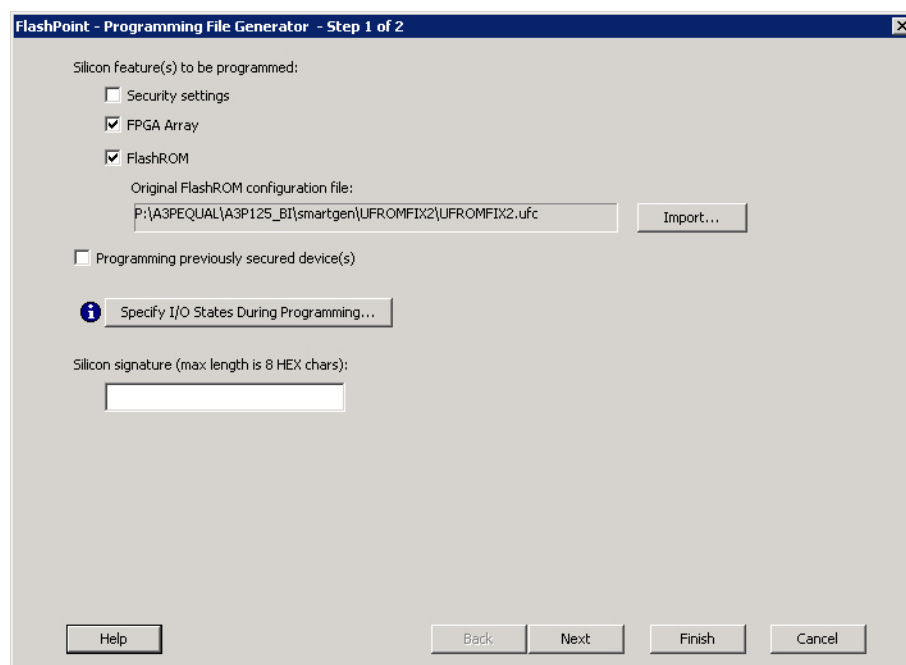 FlashPoint - Programming File Generator - Step 1 of 2
Silicon feature(s) to be programmed:
Security settings
FPGA Array
FlashROM
Original FlashROM configuration file:
P:\A3PEQUAL\A3P125_BI\smartgen\UFROMFIX2\UFROMFIX2.ufc
Import...
Programming previously secured device(s)
Specify I/O States During Programming...
Silicon signature (max length is 8 HEX chars):
Help Back Next Finish Cancel